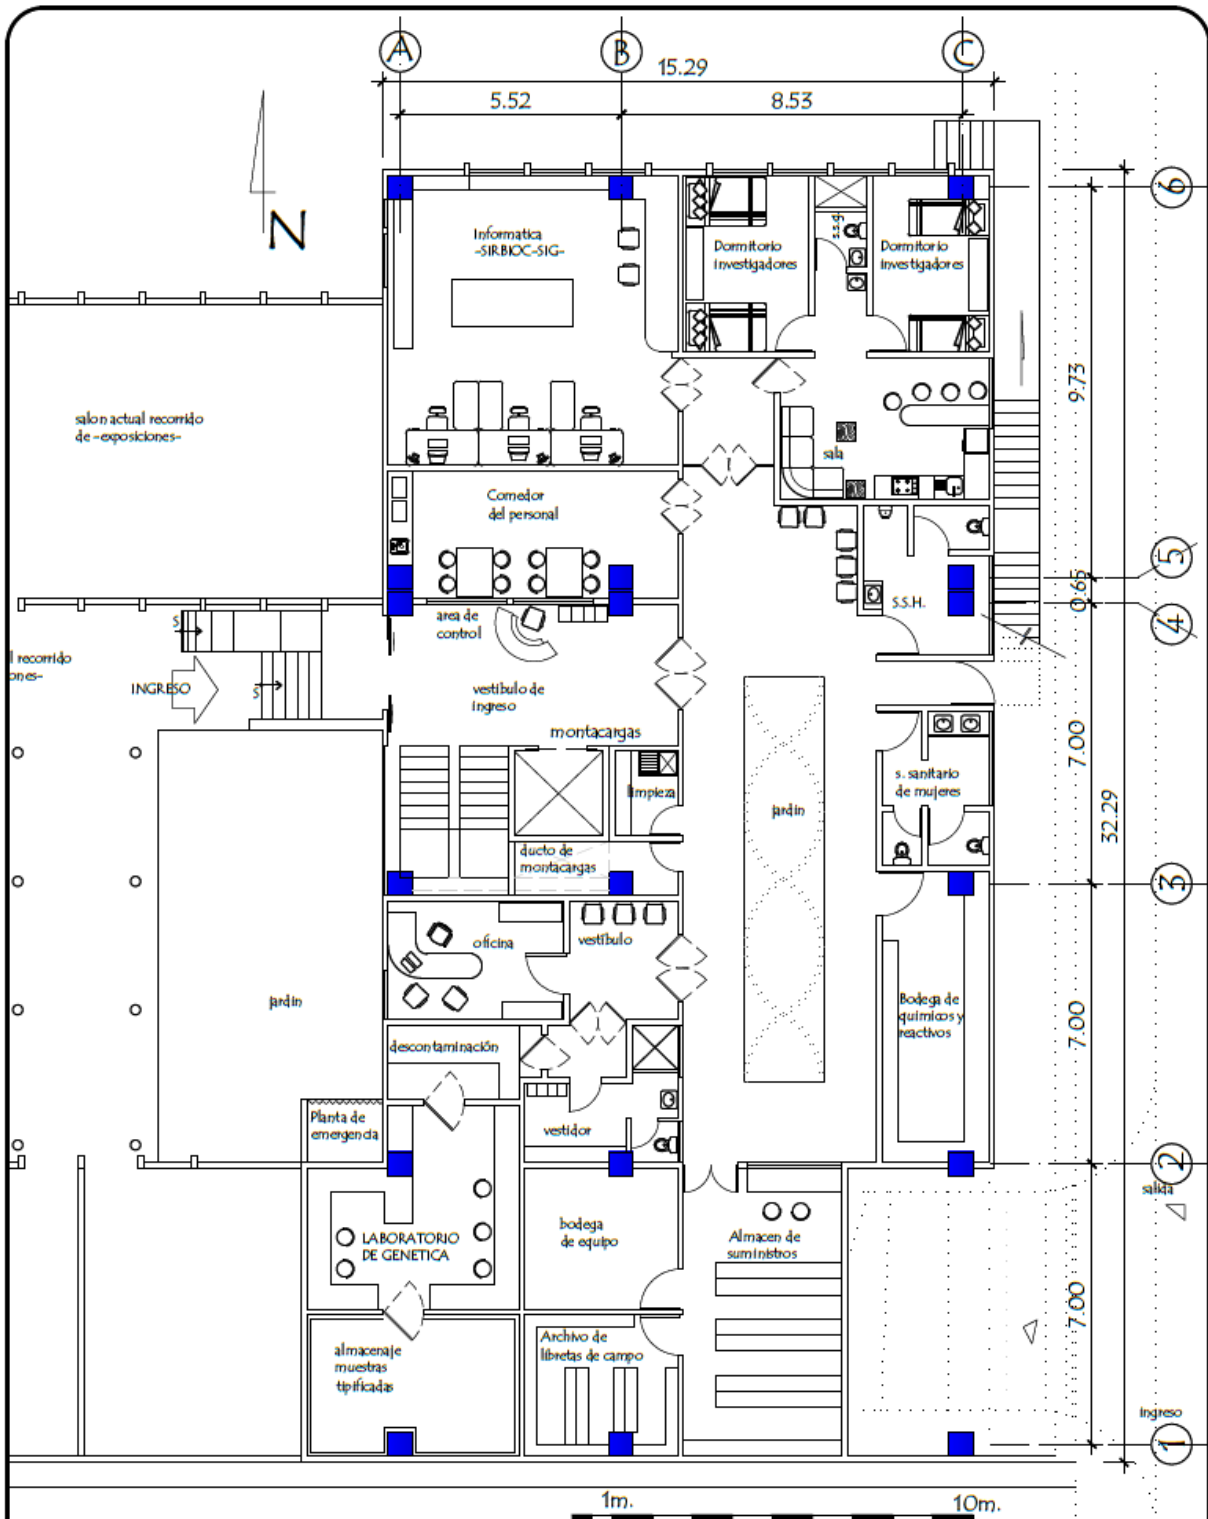 A
B
C
15.29
5.52
8.53
6
N
Informatica
-SIRBIOC-SIG-
Dormitorio
investigadores
s.s.g.
Dormitorio
investigadores
9.73
salon actual recorrido
de -exposiciones-
sala
Comedor
del personal
5
0.65
4
S.S.H.
area de
control
S
l recorrido
ones-
INGRESO
S
vestibulo de
ingreso
montacargas
7.00
s. sanitario
de mujeres
limpieza
jardin
32.29
ducto de
montacargas
3
oficina
vestíbulo
jardin
Bodega de
quimicos y
reactivos
7.00
descontaminación
Planta de
emergencia
vestidor
2
salida
LABORATORIO
DE GENETICA
bodega
de equipo
Almacen de
suministros
7.00
almacenaje
muestras
tipificadas
Archivo de
libretas de campo
ingreso
1
1m.
10m.